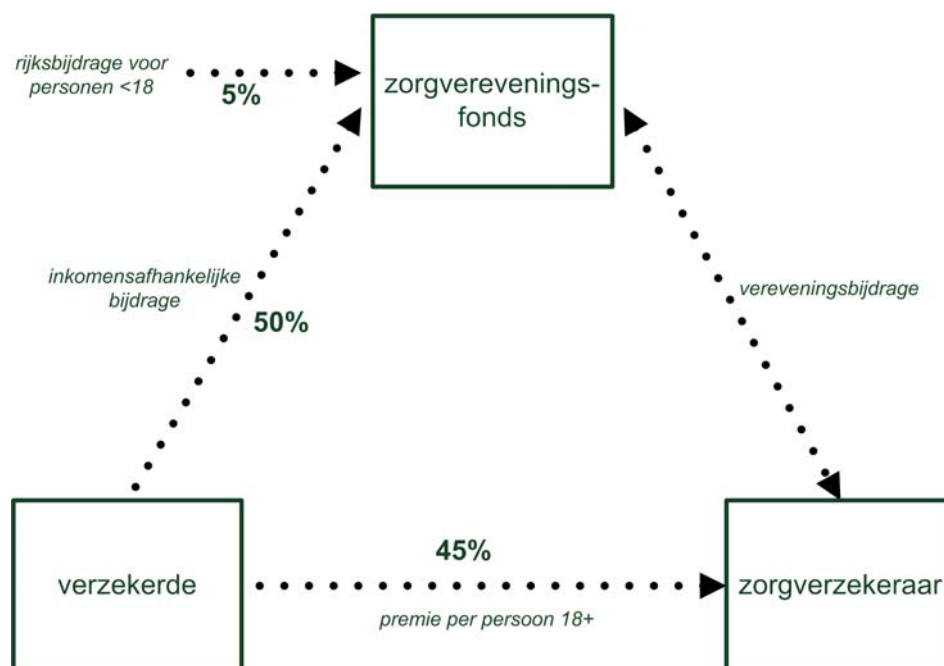 rijksbijdrage voor
personen <18
5%
zorgverevenings-
fonds
inkomensafhankelijke
bijdrage
50%
vereveningsbijdrage
45%
verzekerde
premie per persoon 18+
zorgverzekeraar